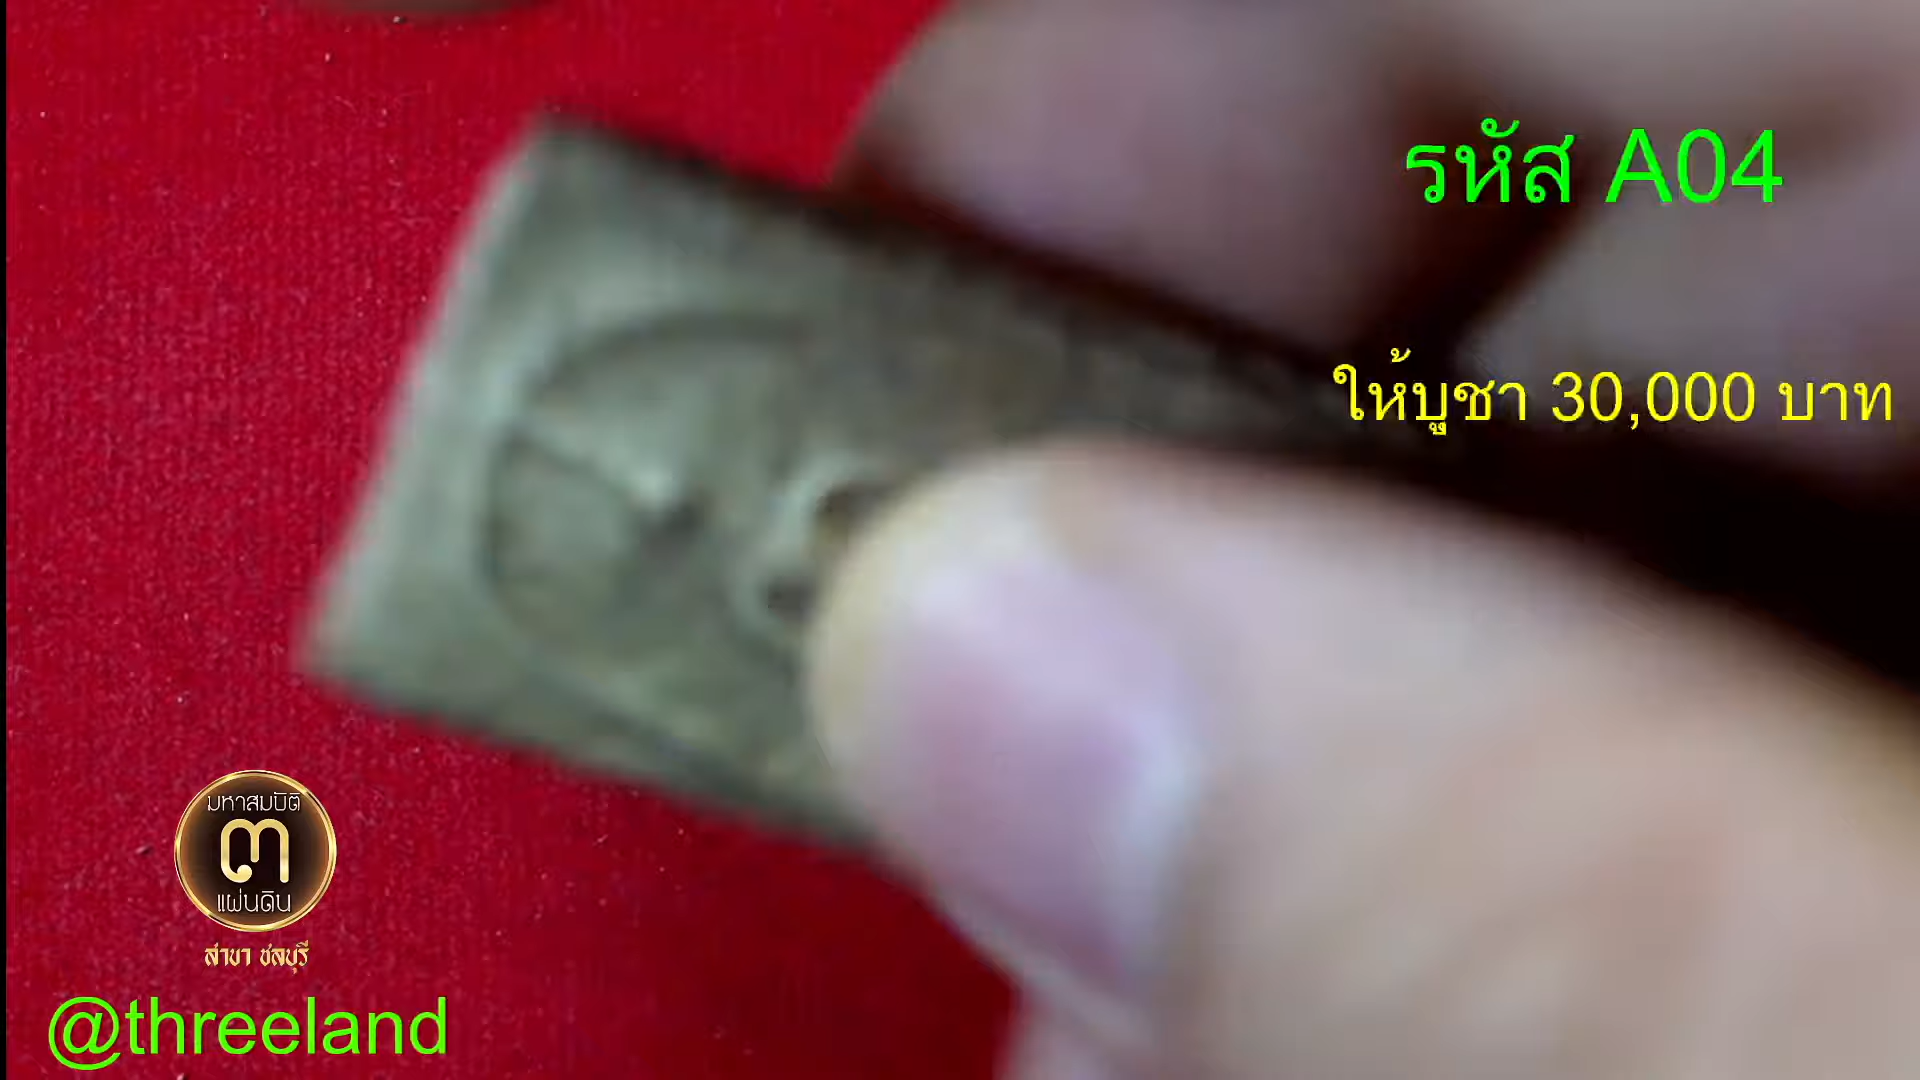 รหัส A04
ให้บูชา 30,000 บาท
มหาสมบัติ
๓
แผ่นดิน
สาขา ชลบุรี
@threeland